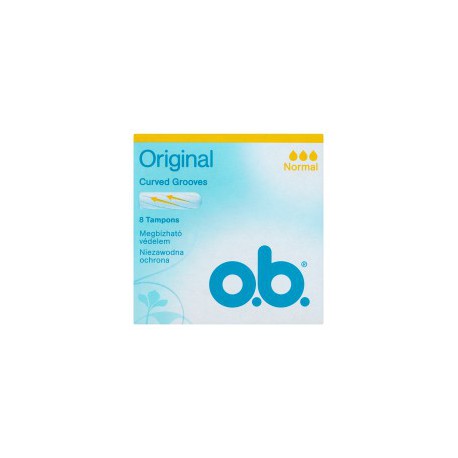 Original
Normal
Curved Grooves
8 Tampons
Megbízható
védelem
Niezawodna
ochrona
o.b.®